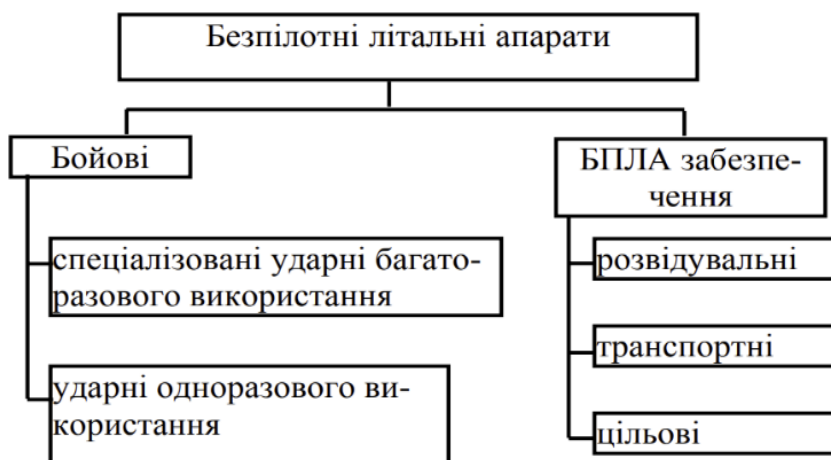 Безпілотні літальні апарати
Бойові
спеціалізовані ударні багато-
разового використання
ударні одноразового ви-
користання
БПЛА забезпе-
чення
розвідувальні
транспортні
цільові